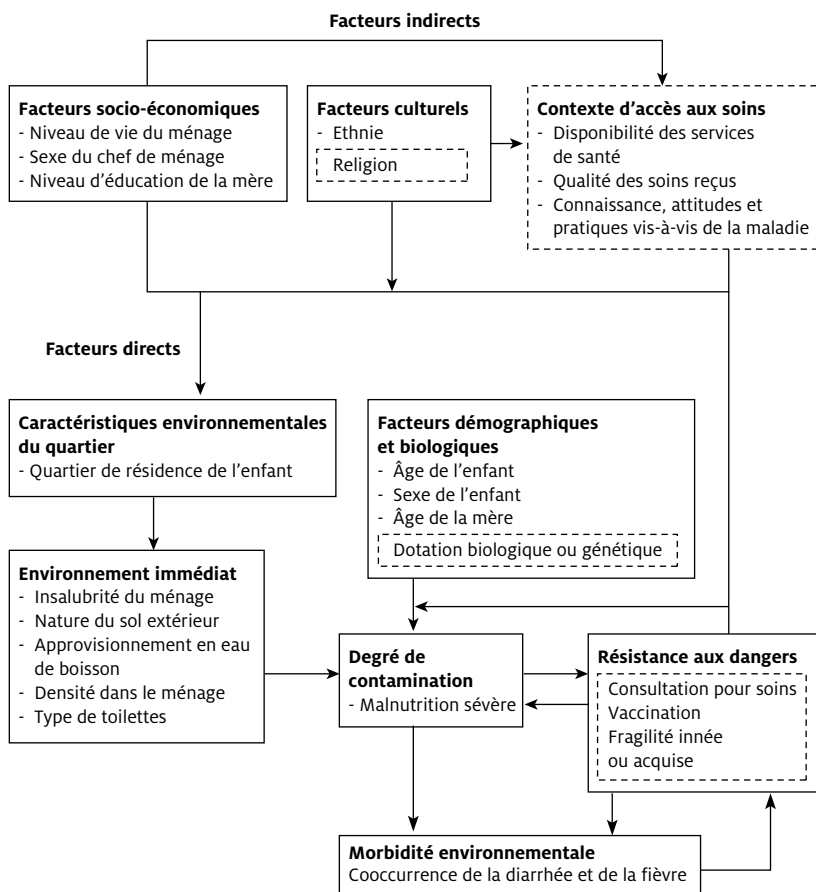 Facteurs indirects
Facteurs socio-économiques
- Niveau de vie du ménage
- Sexe du chef de ménage
- Niveau d'éducation de la mère
Facteurs culturels
- Ethnie
Religion
Contexte d'accès aux soins
- Disponibilité des services
de santé
- Qualité des soins reçus
- Connaissance, attitudes et
pratiques vis-à-vis de la maladie
Facteurs directs
Caractéristiques environnementales
du quartier
- Quartier de résidence de l'enfant
Facteurs démographiques
et biologiques
- Âge de l'enfant
- Sexe de l'enfant
- Âge de la mère
Dotation biologique ou génétique
Environnement immédiat
- Insalubrité du ménage
- Nature du sol extérieur
- Approvisionnement en eau
de boisson
- Densité dans le ménage
- Type de toilettes
Degré de
contamination
- Malnutrition sévère
Résistance aux dangers
Consultation pour soins
Vaccination
Fragilité innée
ou acquise
Morbidité environnementale
Cooccurrence de la diarrhée et de la fièvre